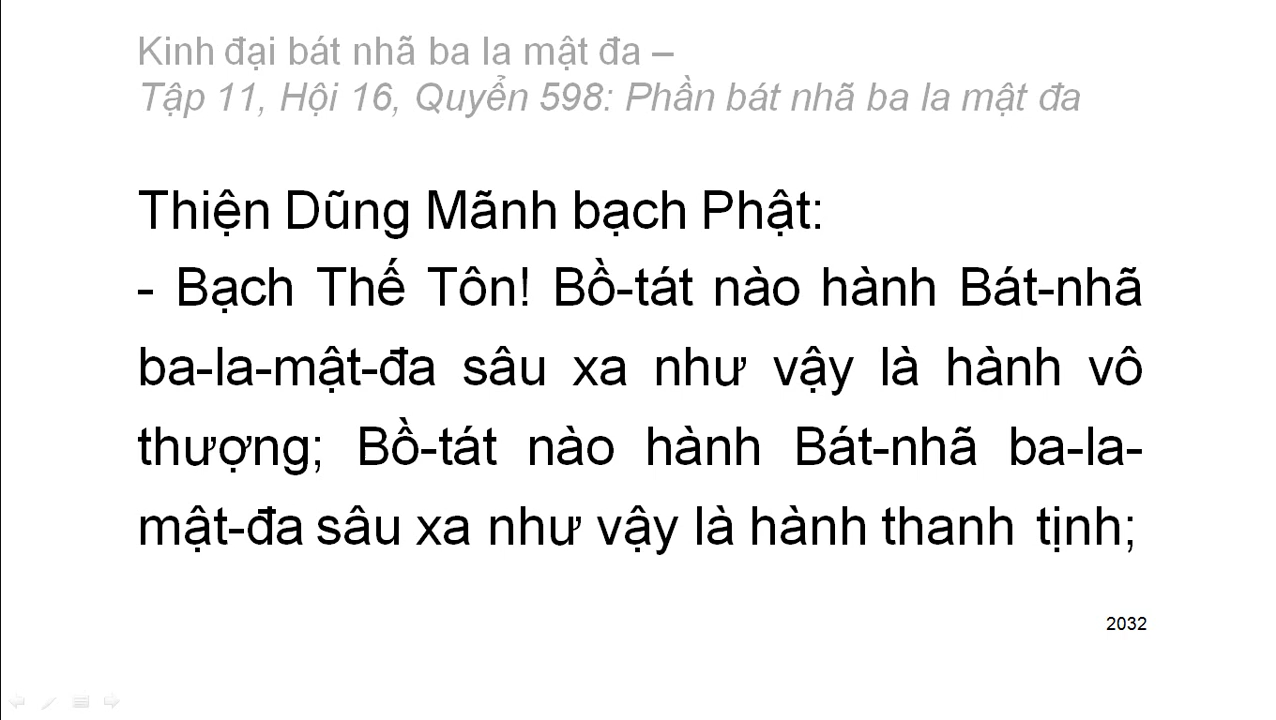 Kinh đại bát nhã ba la mật đa –
Tập 11, Hội 16, Quyển 598: Phần bát nhã ba la mật đa
Thiện Dũng Mãnh bạch Phật:
- Bạch Thế Tôn! Bồ-tát nào hành Bát-nhã
ba-la-mật-đa sâu xa như vậy là hành vô
thượng; Bồ-tát nào hành Bát-nhã ba-la-
mật-đa sâu xa như vậy là hành thanh tịnh;
2032